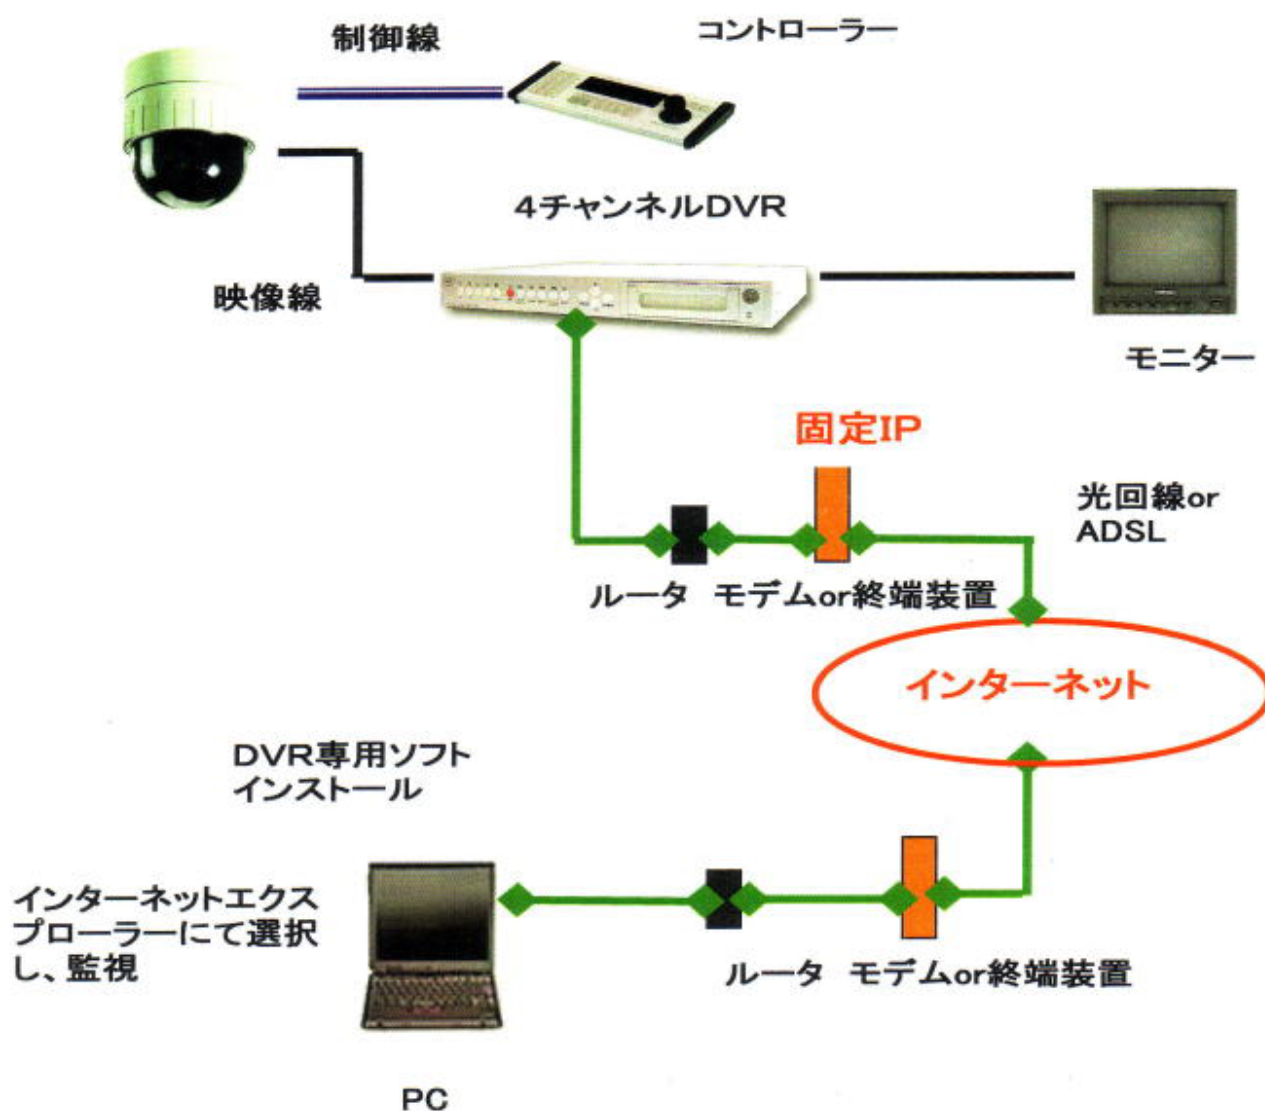 制御線
コントローラー
4チャンネルDVR
映像線
モニター
固定IP
光回線or
ADSL
ルータ モデムor終端装置
インターネット
DVR専用ソフト
インストール
インターネットエクス
プローラーにて選択
し、監視
ルータ モデムor終端装置
PC